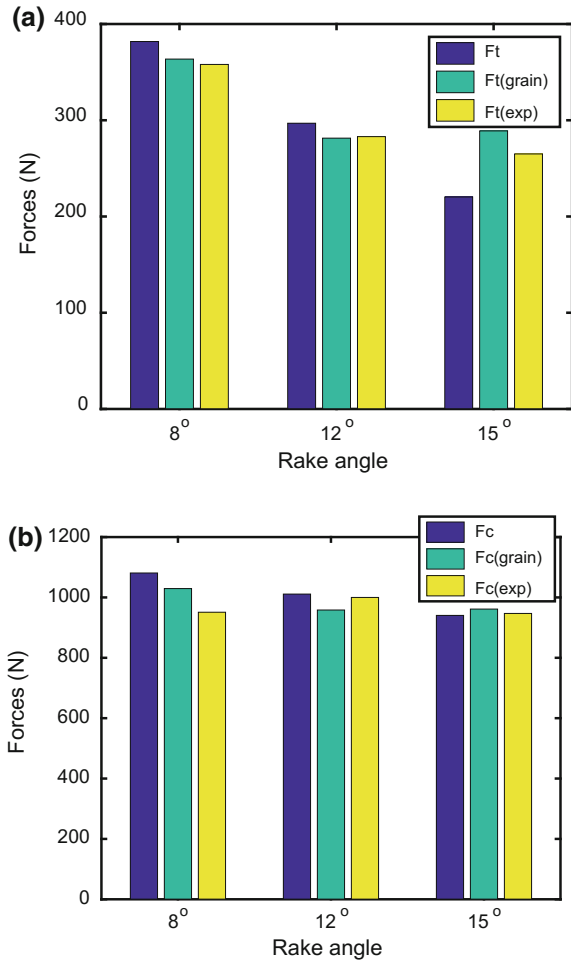 (a)
400
300
200
100
0
Forces (N)
Ft
Ft(grain)
Ft(exp)
8° 12° 15°
Rake angle
(b)
1200
1000
800
600
400
200
0
Forces (N)
Fc
Fc(grain)
Fc(exp)
8° 12° 15°
Rake angle